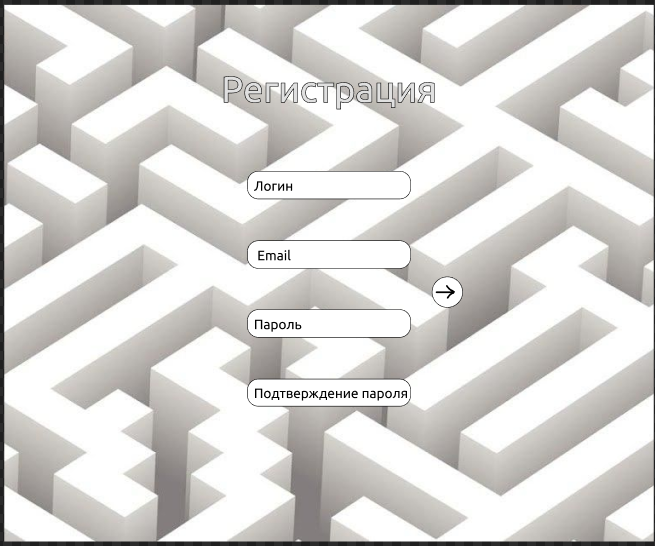 Регистрация
Логин
Email
Пароль
Подтверждение пароля